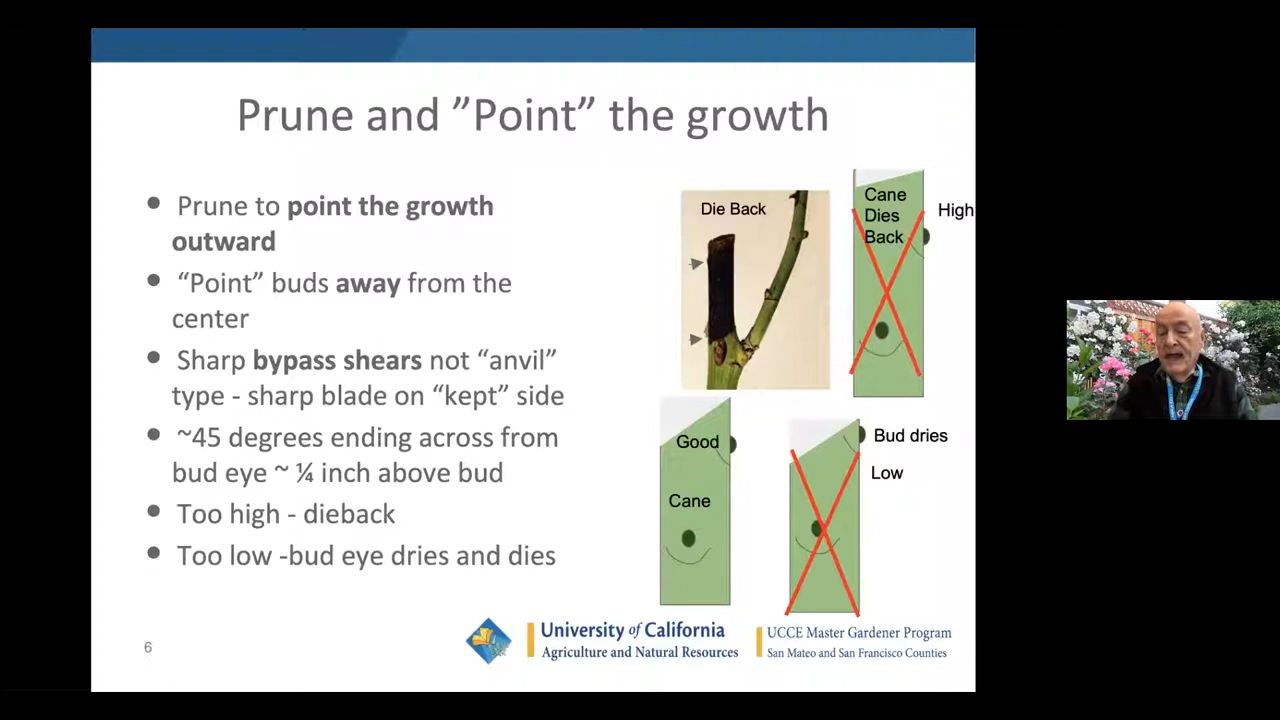 Prune and ”Point” the growth
• Prune to point the growth
outward
• “Point” buds away from the
center
• Sharp bypass shears not “anvil”
type - sharp blade on “kept” side
• ~45 degrees ending across from
bud eye ~ ¼ inch above bud
• Too high - dieback
• Too low -bud eye dries and dies
Die Back
Cane
Dies
Back
High
Good
Cane
Bud dries
Low
6
University of California
Agriculture and Natural Resources
UCCE Master Gardener Program
San Mateo and San Francisco Counties